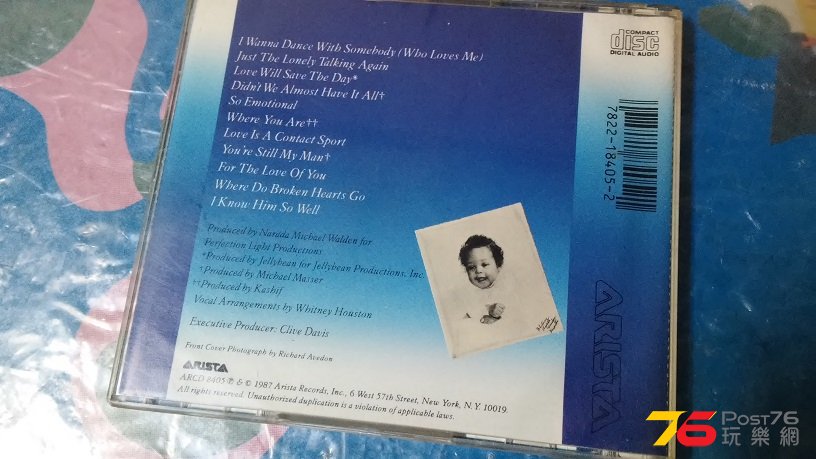 I Wanna Dance With Somebody (Who Loves Me)
Just The Lonely Talking Again
Love Will Save The Day*
Didn't We Almost Have It All†
So Emotional
Where You Are††
Love Is A Contact Sport
You're Still My Man†
For The Love Of You
Where Do Broken Hearts Go
I Know Him So Well
Produced by Narada Michael Walden for
Perfection Light Productions.
*Produced by Jellybean for Jellybean Productions, Inc.
†Produced by Michael Masser
††Produced by Kashif
Vocal Arrangements by Whitney Houston
Executive Producer: Clive Davis
Front Cover Photograph by Richard Avedon
ARISTA
ARCD 8405 ℗ & © 1987 Arista Records, Inc., 6 West 57th Street, New York, N.Y. 10019.
All rights reserved. Unauthorized duplication is a violation of applicable laws.
COMPACT
disc
DIGITAL AUDIO
7822-18405-2
ARISTA
76 Post76
玩樂網